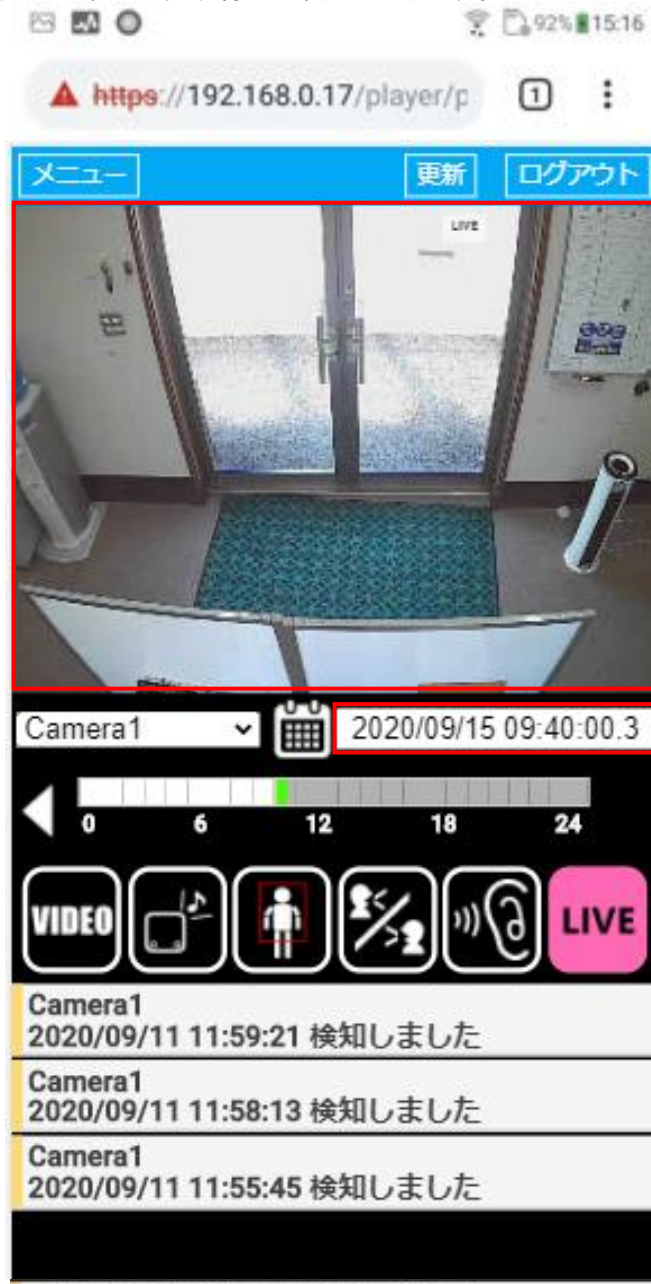 92% 15:16
https://192.168.0.17/player/p 1
メニュー 更新 ログアウト
LIVE
Camera1 2020/09/15 09:40:00.3
0 6 12 18 24
VIDEO LIVE
Camera1
2020/09/11 11:59:21 検知しました
Camera1
2020/09/11 11:58:13 検知しました
Camera1
2020/09/11 11:55:45 検知しました